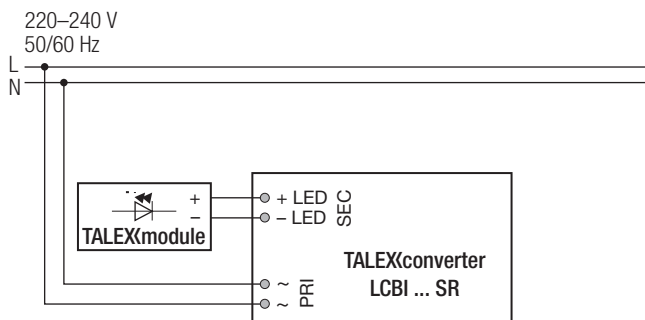 220–240 V
50/60 Hz
L
N
+
–
TALEXXmodule
+ LED
– LED
SEC
TALEXXconverter
LCBI ... SR
~
~
PRI